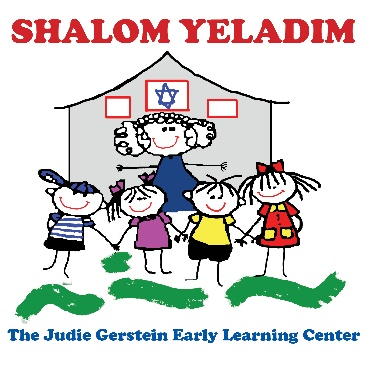 SHALOM YELADIM
The Judie Gerstein Early Learning Center